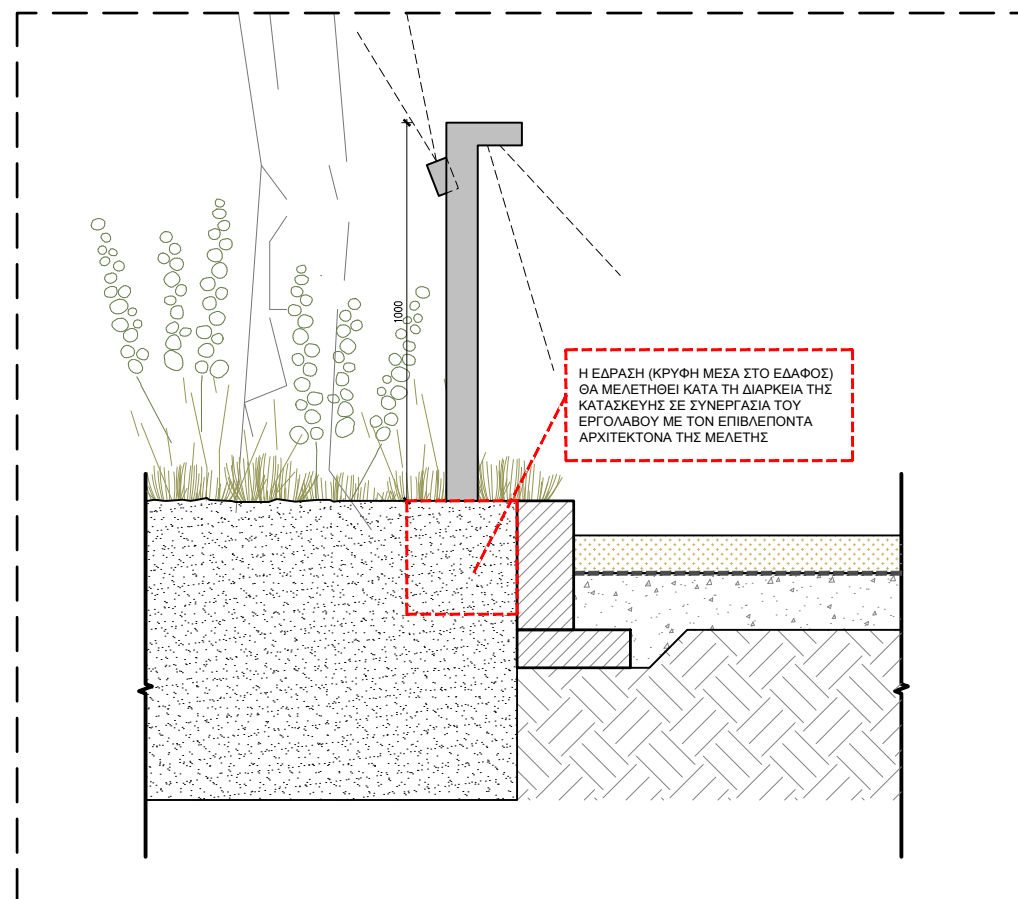 1000
Η ΕΔΡΑΣΗ (ΚΡΥΦΗ ΜΕΣΑ ΣΤΟ ΕΔΑΦΟΣ)
ΘΑ ΜΕΛΕΤΗΘΕΙ ΚΑΤΑ ΤΗ ΔΙΑΡΚΕΙΑ ΤΗΣ
ΚΑΤΑΣΚΕΥΗΣ ΣΕ ΣΥΝΕΡΓΑΣΙΑ ΤΟΥ
ΕΡΓΟΛΑΒΟΥ ΜΕ ΤΟΝ ΕΠΙΒΛΕΠΟΝΤΑ
ΑΡΧΙΤΕΚΤΟΝΑ ΤΗΣ ΜΕΛΕΤΗΣ